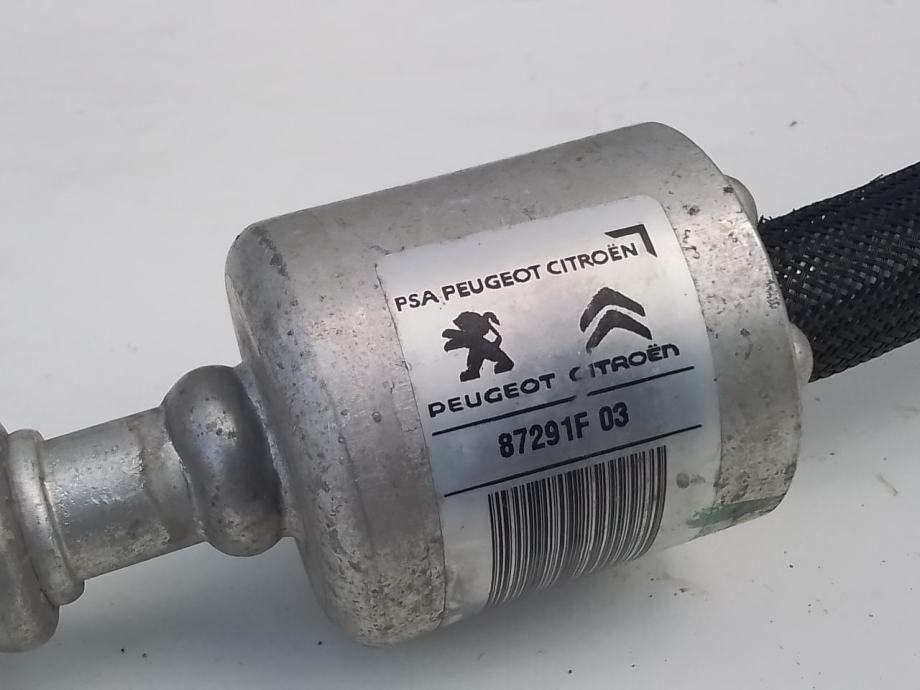 PSA PEUGEOT CITROËN
PEUGEOT CITROËN
87291F 03